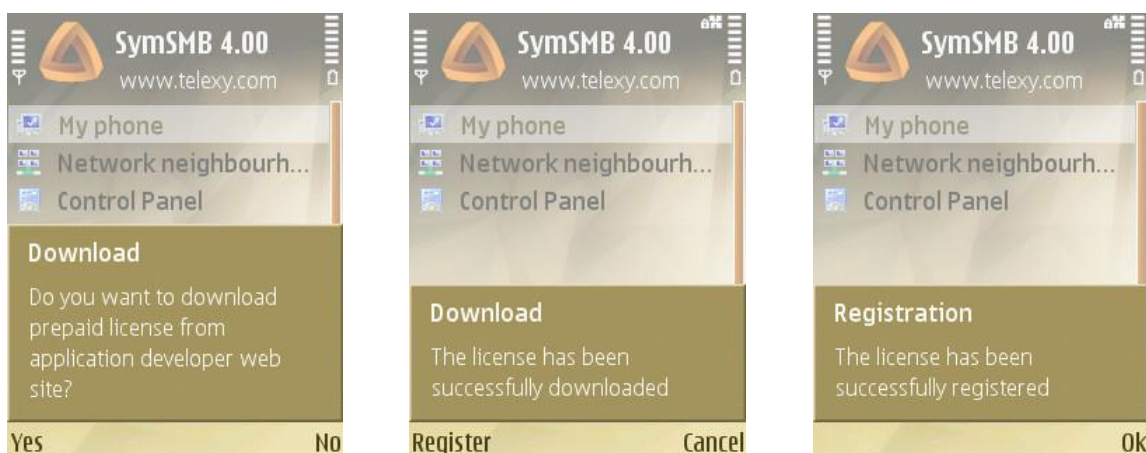 SymSMB 4.00
www.telexy.com
My phone
Network neighbourh...
Control Panel
Download
Do you want to download
prepaid license from
application developer web
site?
Yes No
SymSMB 4.00
www.telexy.com
My phone
Network neighbourh...
Control Panel
Download
The license has been
successfully downloaded
Register Cancel
SymSMB 4.00
www.telexy.com
My phone
Network neighbourh...
Control Panel
Registration
The license has been
successfully registered
Ok